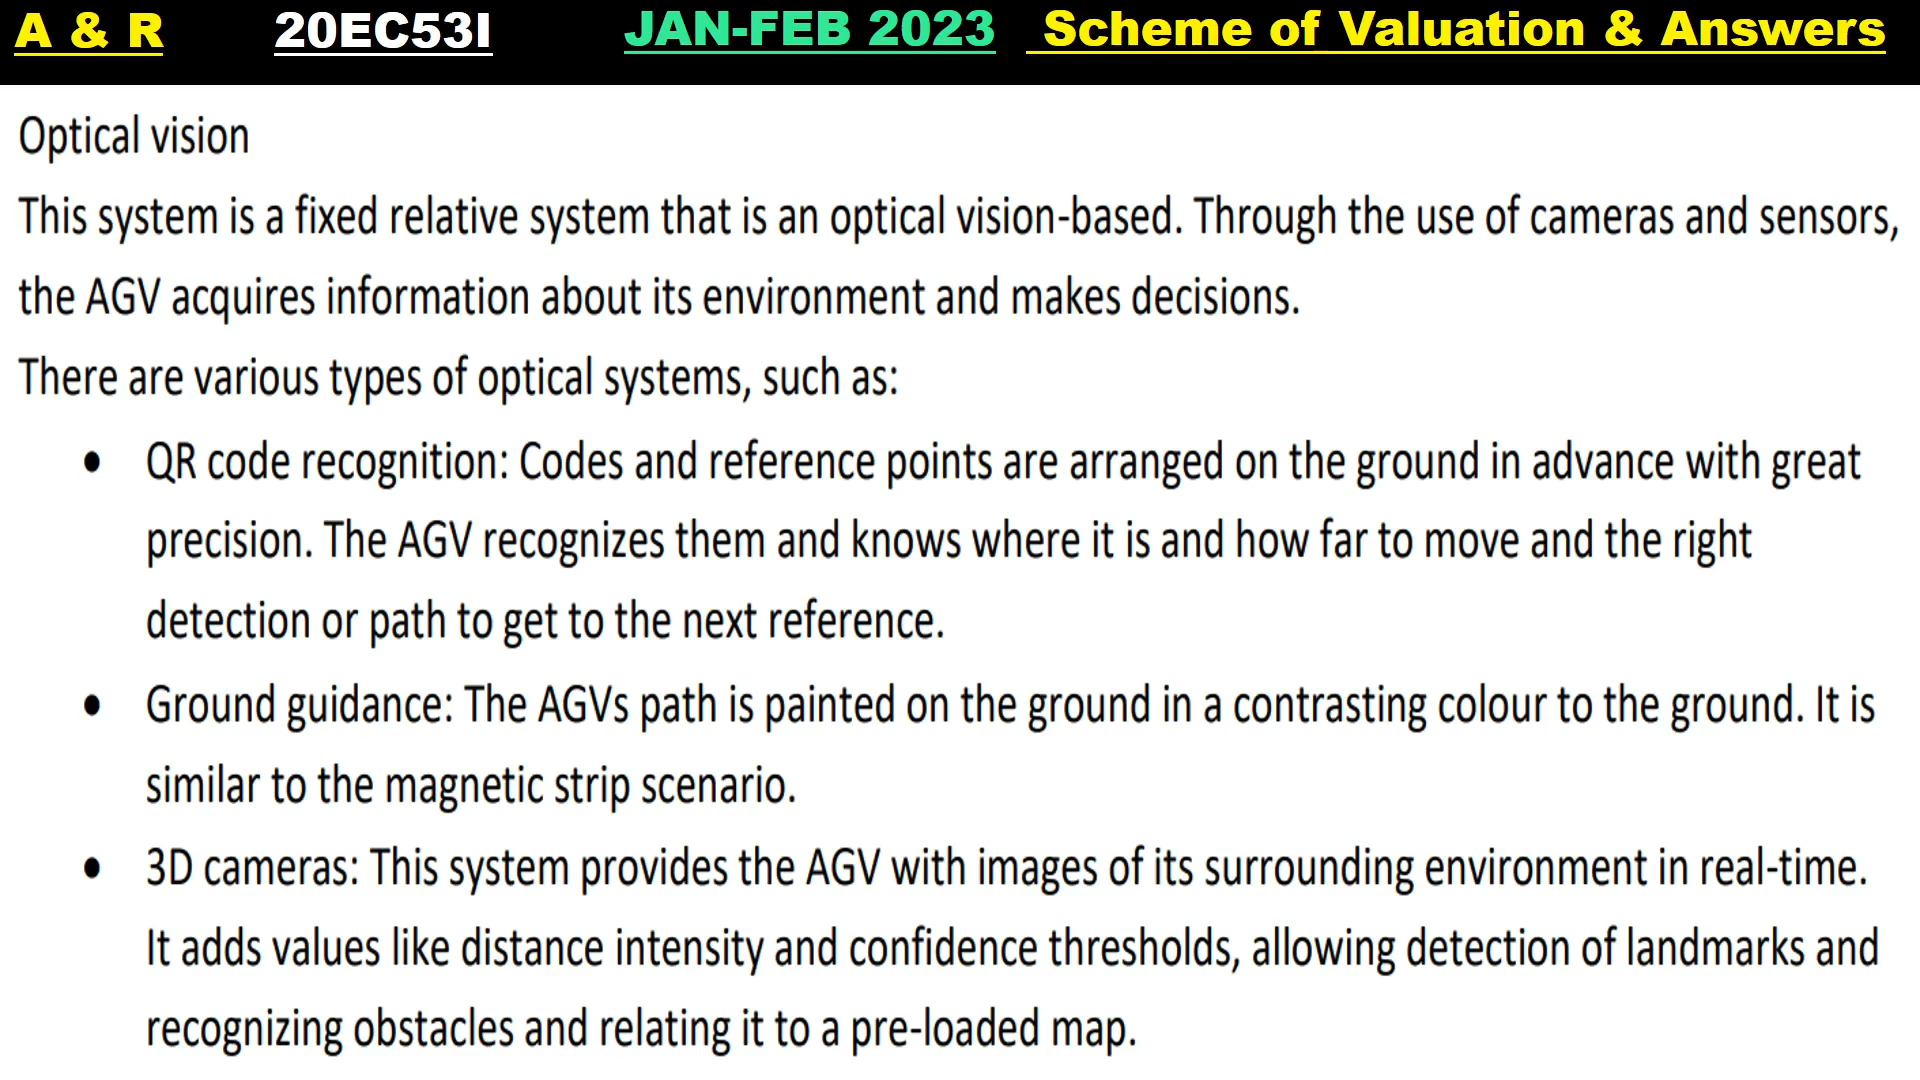 A & R 20EC53I JAN-FEB 2023 Scheme of Valuation & Answers
Optical vision
This system is a fixed relative system that is an optical vision-based. Through the use of cameras and sensors,
the AGV acquires information about its environment and makes decisions.
There are various types of optical systems, such as:
• QR code recognition: Codes and reference points are arranged on the ground in advance with great
precision. The AGV recognizes them and knows where it is and how far to move and the right
detection or path to get to the next reference.
• Ground guidance: The AGVs path is painted on the ground in a contrasting colour to the ground. It is
similar to the magnetic strip scenario.
• 3D cameras: This system provides the AGV with images of its surrounding environment in real-time.
It adds values like distance intensity and confidence thresholds, allowing detection of landmarks and
recognizing obstacles and relating it to a pre-loaded map.